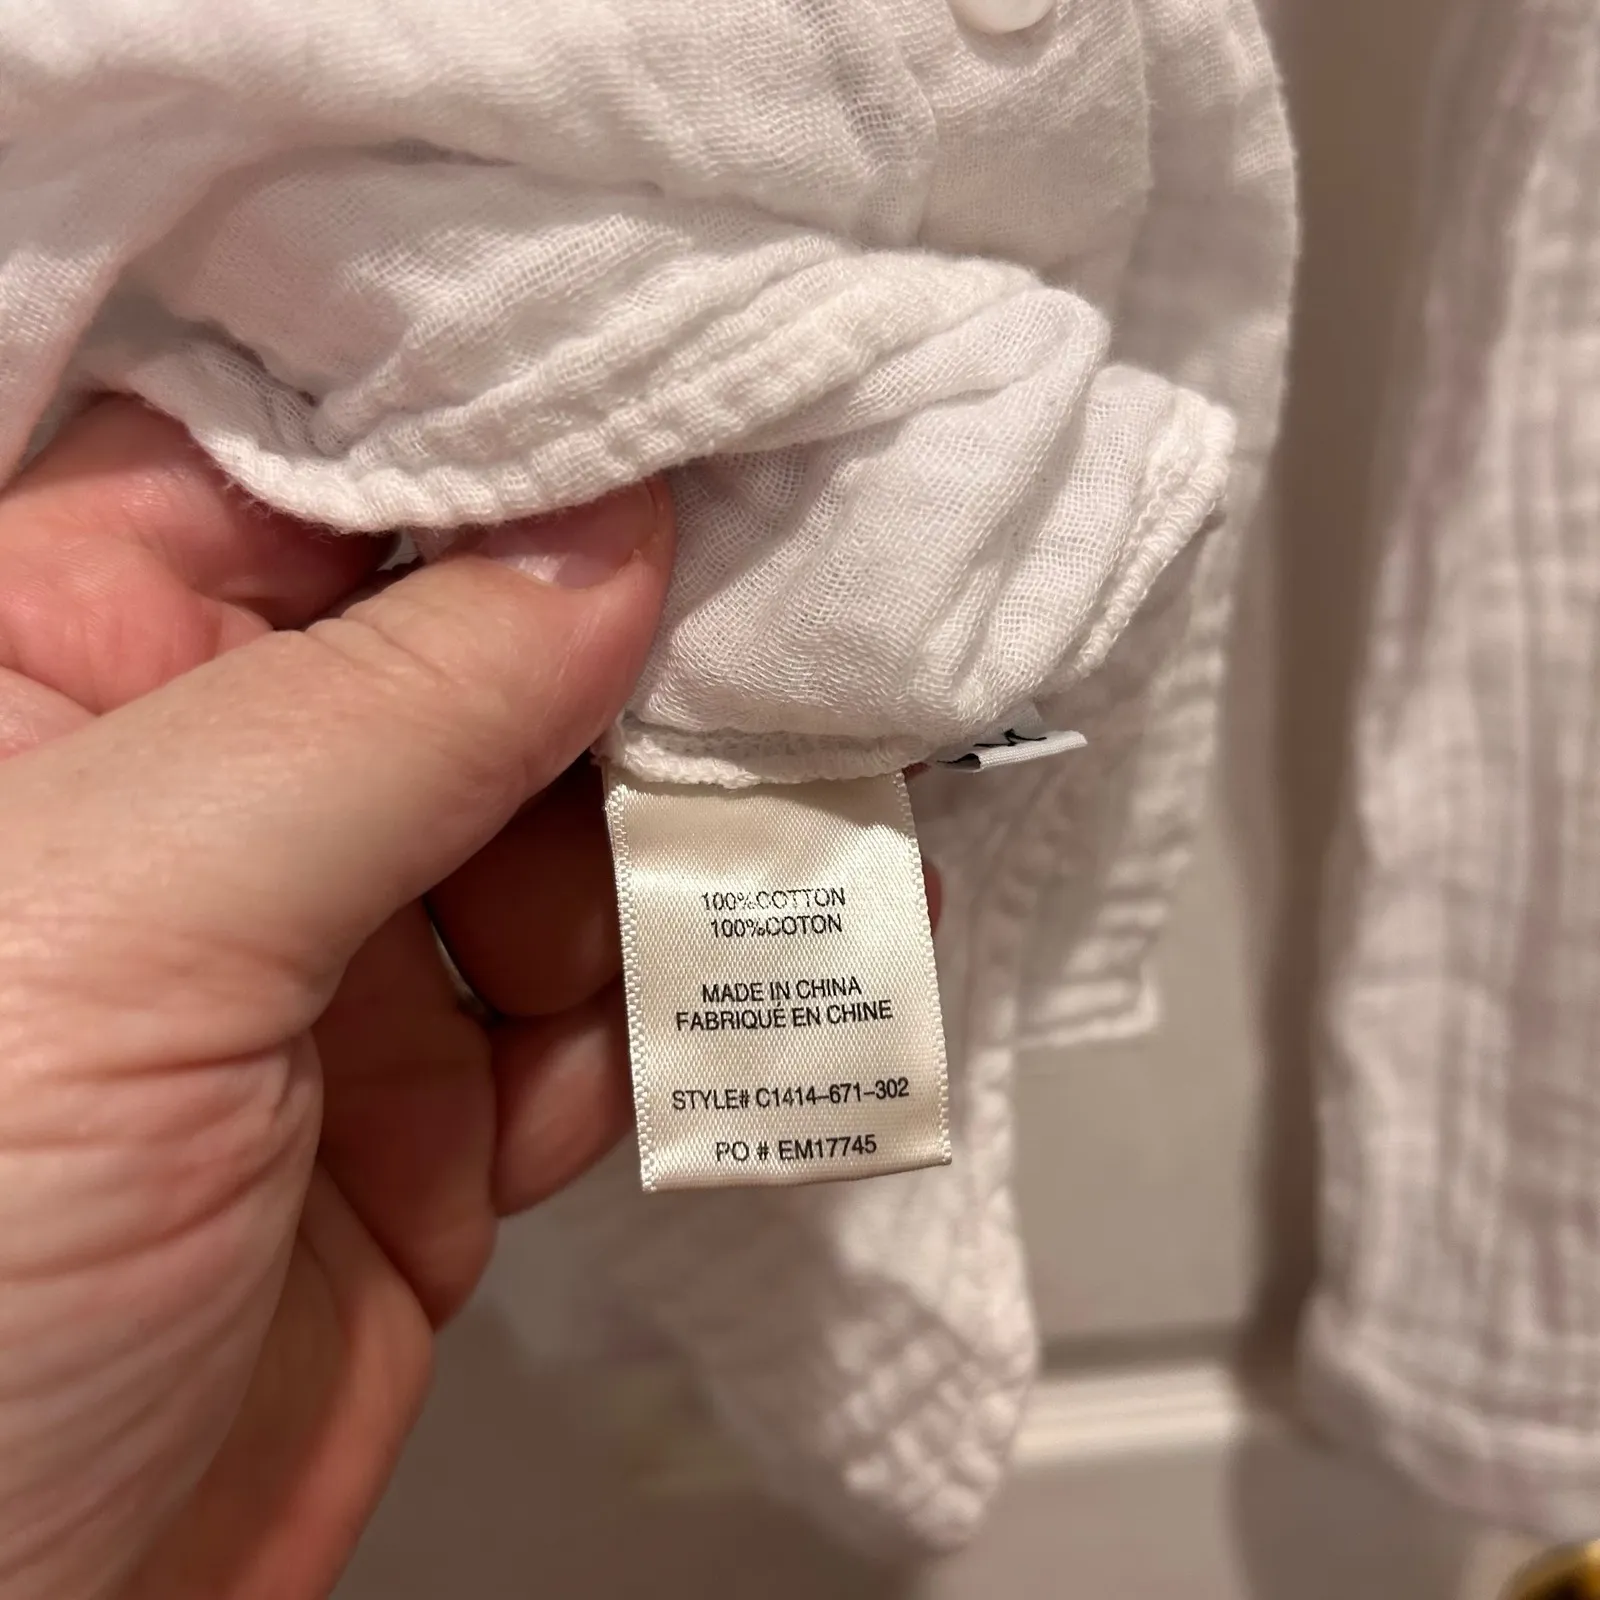 100%COTTON
100%COTON
MADE IN CHINA
FABRIQUÉ EN CHINE
STYLE# C1414-671-302
PO # EM17745